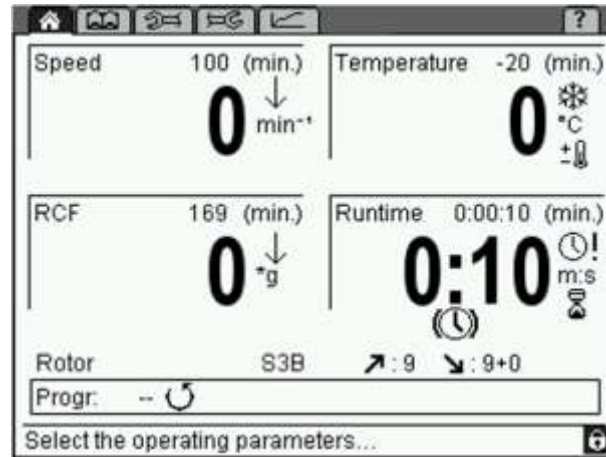 ?
Speed 100 (min.)
0 min⁻¹
Temperature -20 (min.)
0 °C
RCF 169 (min.)
0 *g
Runtime 0:00:10 (min.)
0:10 m:s
Rotor S3B : 9 : 9+0
Progr: --
Select the operating parameters...